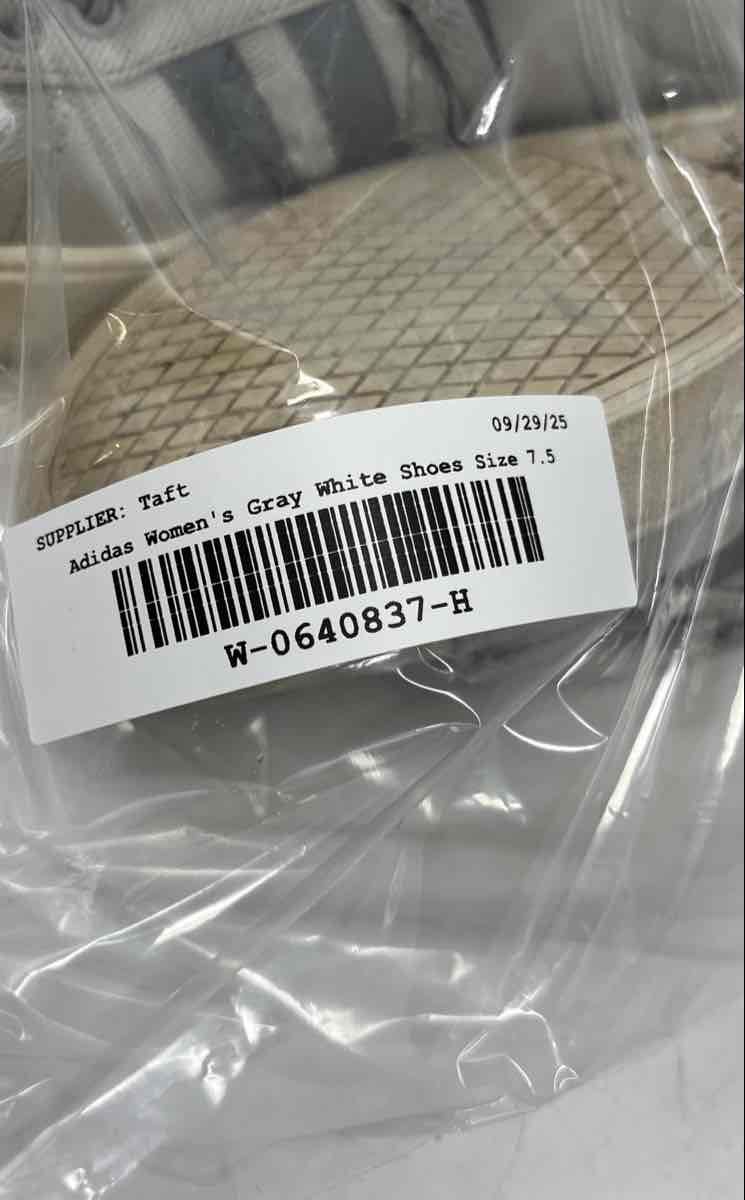 09/29/25
SUPPLIER: Taft
Adidas Women's Gray White Shoes Size 7.5
W-0640837-H